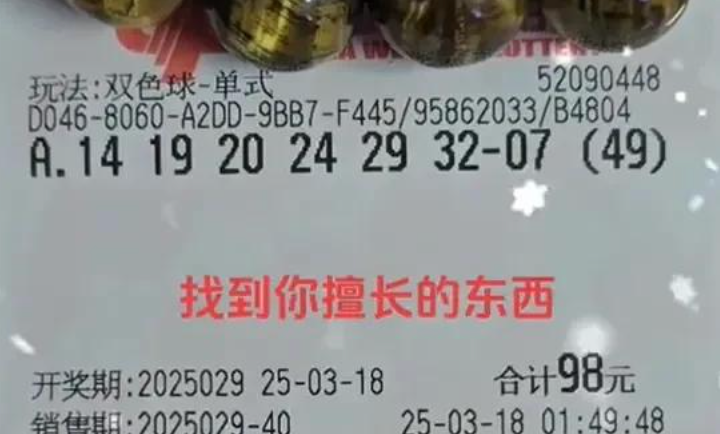 玩法:双色球-单式 52090448
D046-8060-A2DD-9BB7-F445/95862033/B4804
A.14 19 20 24 29 32-07 (49)
找到你擅长的东西
开奖期:2025029 25-03-18 合计98元
销售期:2025029-40 25-03-18 01:49:48